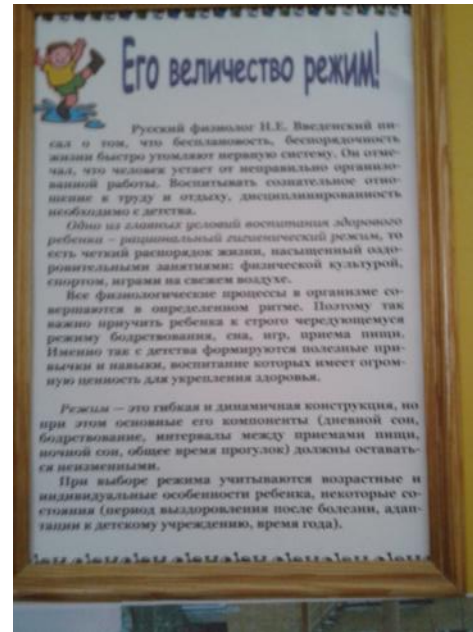 Его величество режим!
Русский физиолог Н.Е. Введенский пи-
сал о том, что бесплановость, беспорядочность
жизни быстро утомляют нервную систему. Он отме-
чал, что человек устает от неправильно организо-
ванной работы. Воспитывать сознательное отно-
шение к труду и отдыху, дисциплинированность
необходимо с детства.
Одно из главных условий воспитания здорового
ребенка – рациональный гигиенический режим, то
есть четкий распорядок жизни, насыщенный оздо-
ровительными занятиями: физической культурой,
спортом, играми на свежем воздухе.
Все физиологические процессы в организме со-
вершаются в определенном ритме. Поэтому так
важно приучить ребенка к строго чередующемуся
режиму бодрствования, сна, игр, приема пищи.
Именно так с детства формируются полезные при-
вычки и навыки, воспитание которых имеет огром-
ную ценность для укрепления здоровья.
Режим — это гибкая и динамичная конструкция, но
при этом основные его компоненты (дневной сон,
бодрствование, интервалы между приемами пищи,
ночной сон, общее время прогулок) должны оставать-
ся неизменными.
При выборе режима учитываются возрастные и
индивидуальные особенности ребенка, некоторые со-
стояния (период выздоровления после болезни, адап-
тации к детскому учреждению, время года).